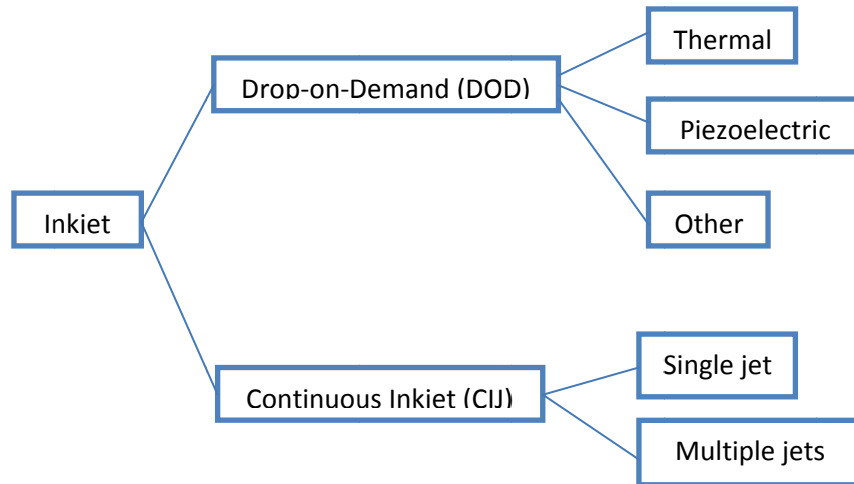 Thermal
Drop-on-Demand (DOD)
Piezoelectric
Inkjet
Other
Single jet
Continuous Inkjet (CIJ)
Multiple jets